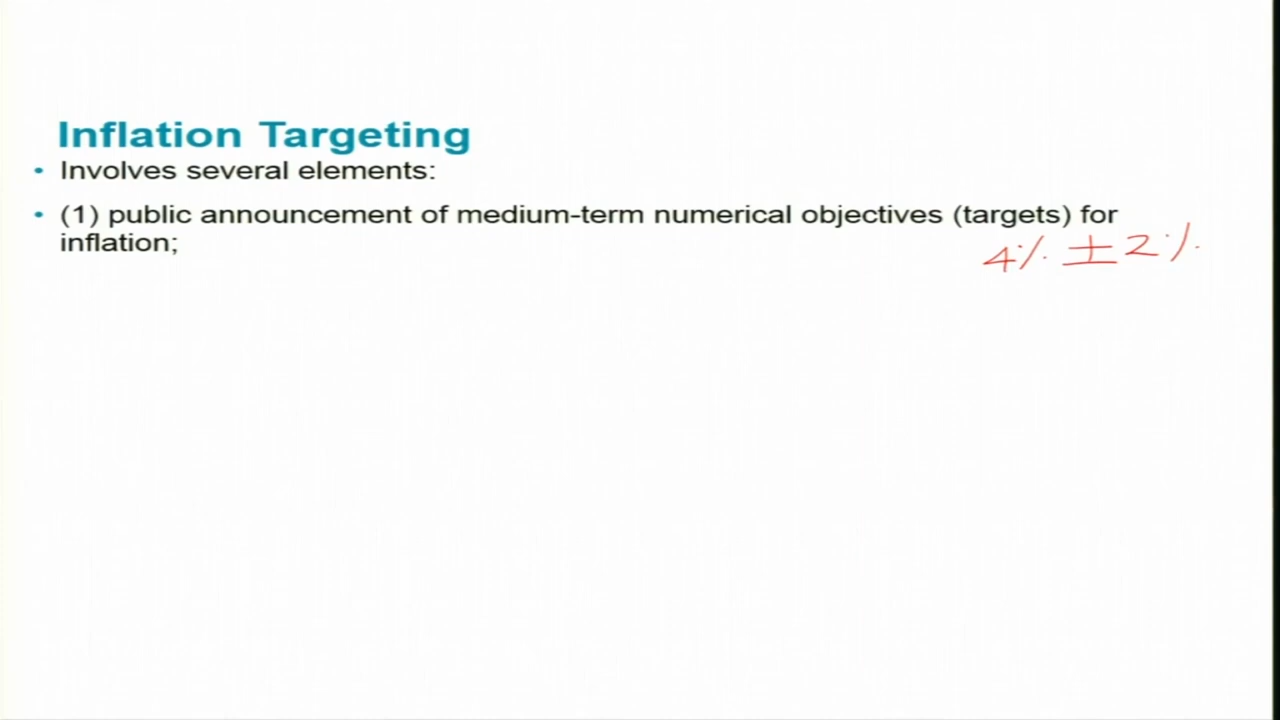 Inflation Targeting
• Involves several elements:
• (1) public announcement of medium-term numerical objectives (targets) for
inflation;
4% ± 2%